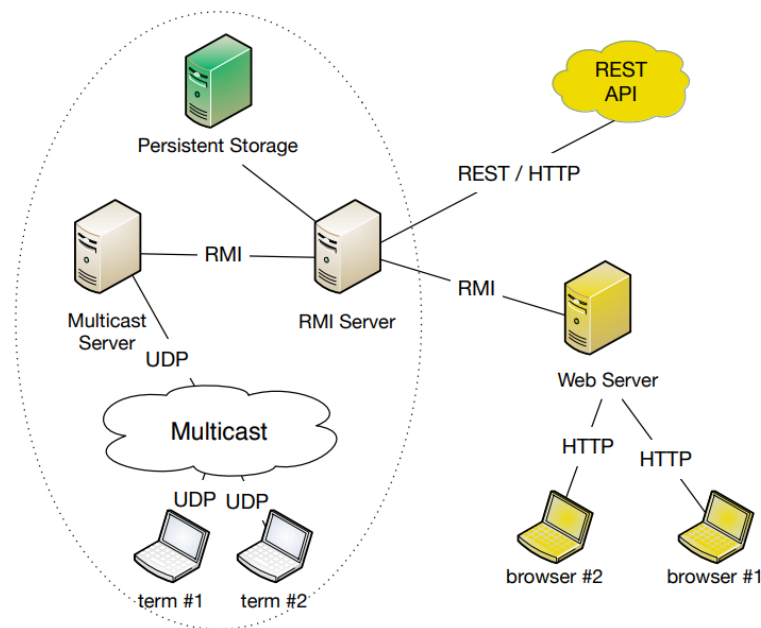 REST
API
Persistent Storage
REST / HTTP
RMI
RMI
Multicast
Server
RMI Server
UDP
Web Server
Multicast
HTTP
HTTP
UDP
UDP
term #1
term #2
browser #2
browser #1